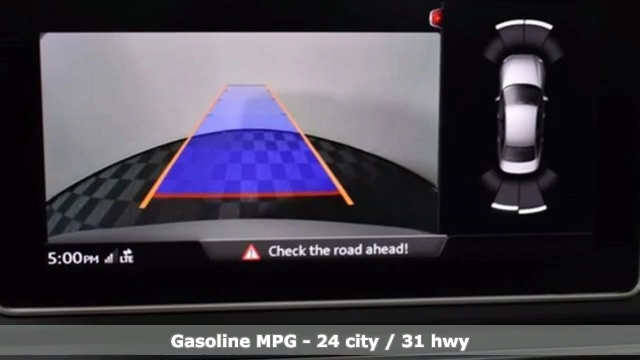 5:00PM LTE
Check the road ahead!
Gasoline MPG - 24 city / 31 hwy